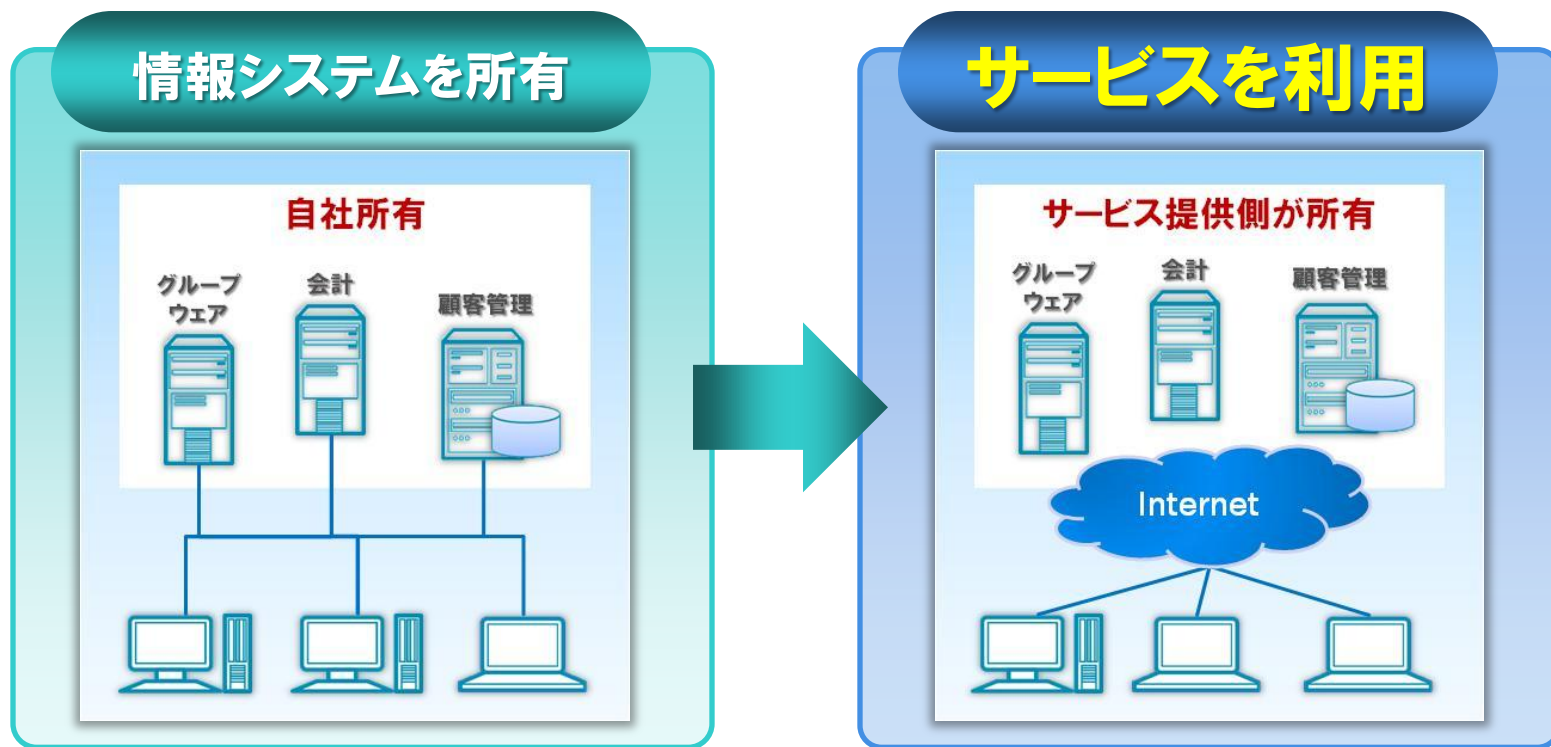 情報システムを所有
自社所有
グループ
ウェア
会計
顧客管理
サービスを利用
サービス提供側が所有
グループ
ウェア
会計
顧客管理
Internet